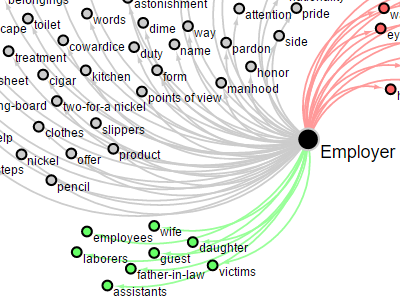 belongings
astonishment
attention
pride
cape
toilet
words
dime
way
side
cowardice
duty
name
pardon
treatment
honor
sheet
cigar
kitchen
form
manhood
points of view
ng-board
two-for-a nickel
clothes
slippers
Employer
elp
product
nickel
offer
teps
pencil
wife
employees
daughter
laborers
guest
father-in-law
victims
assistants